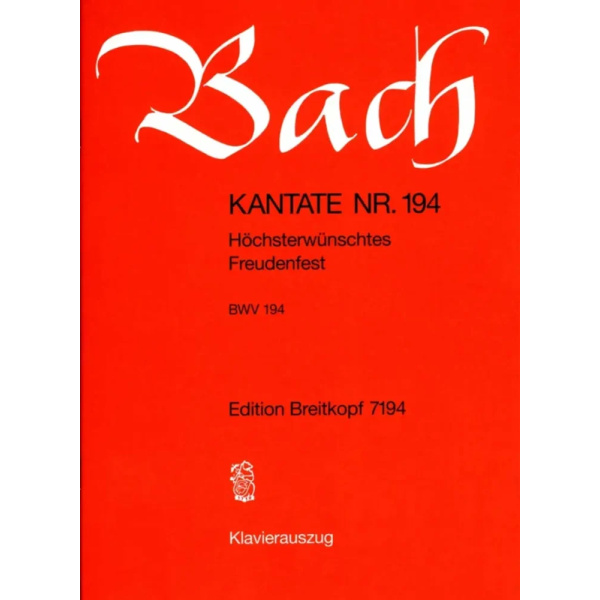 Bach
KANTATE NR. 194
Höchsterwünschtes
Freudenfest
BWV 194
Edition Breitkopf 7194
Klavierauszug